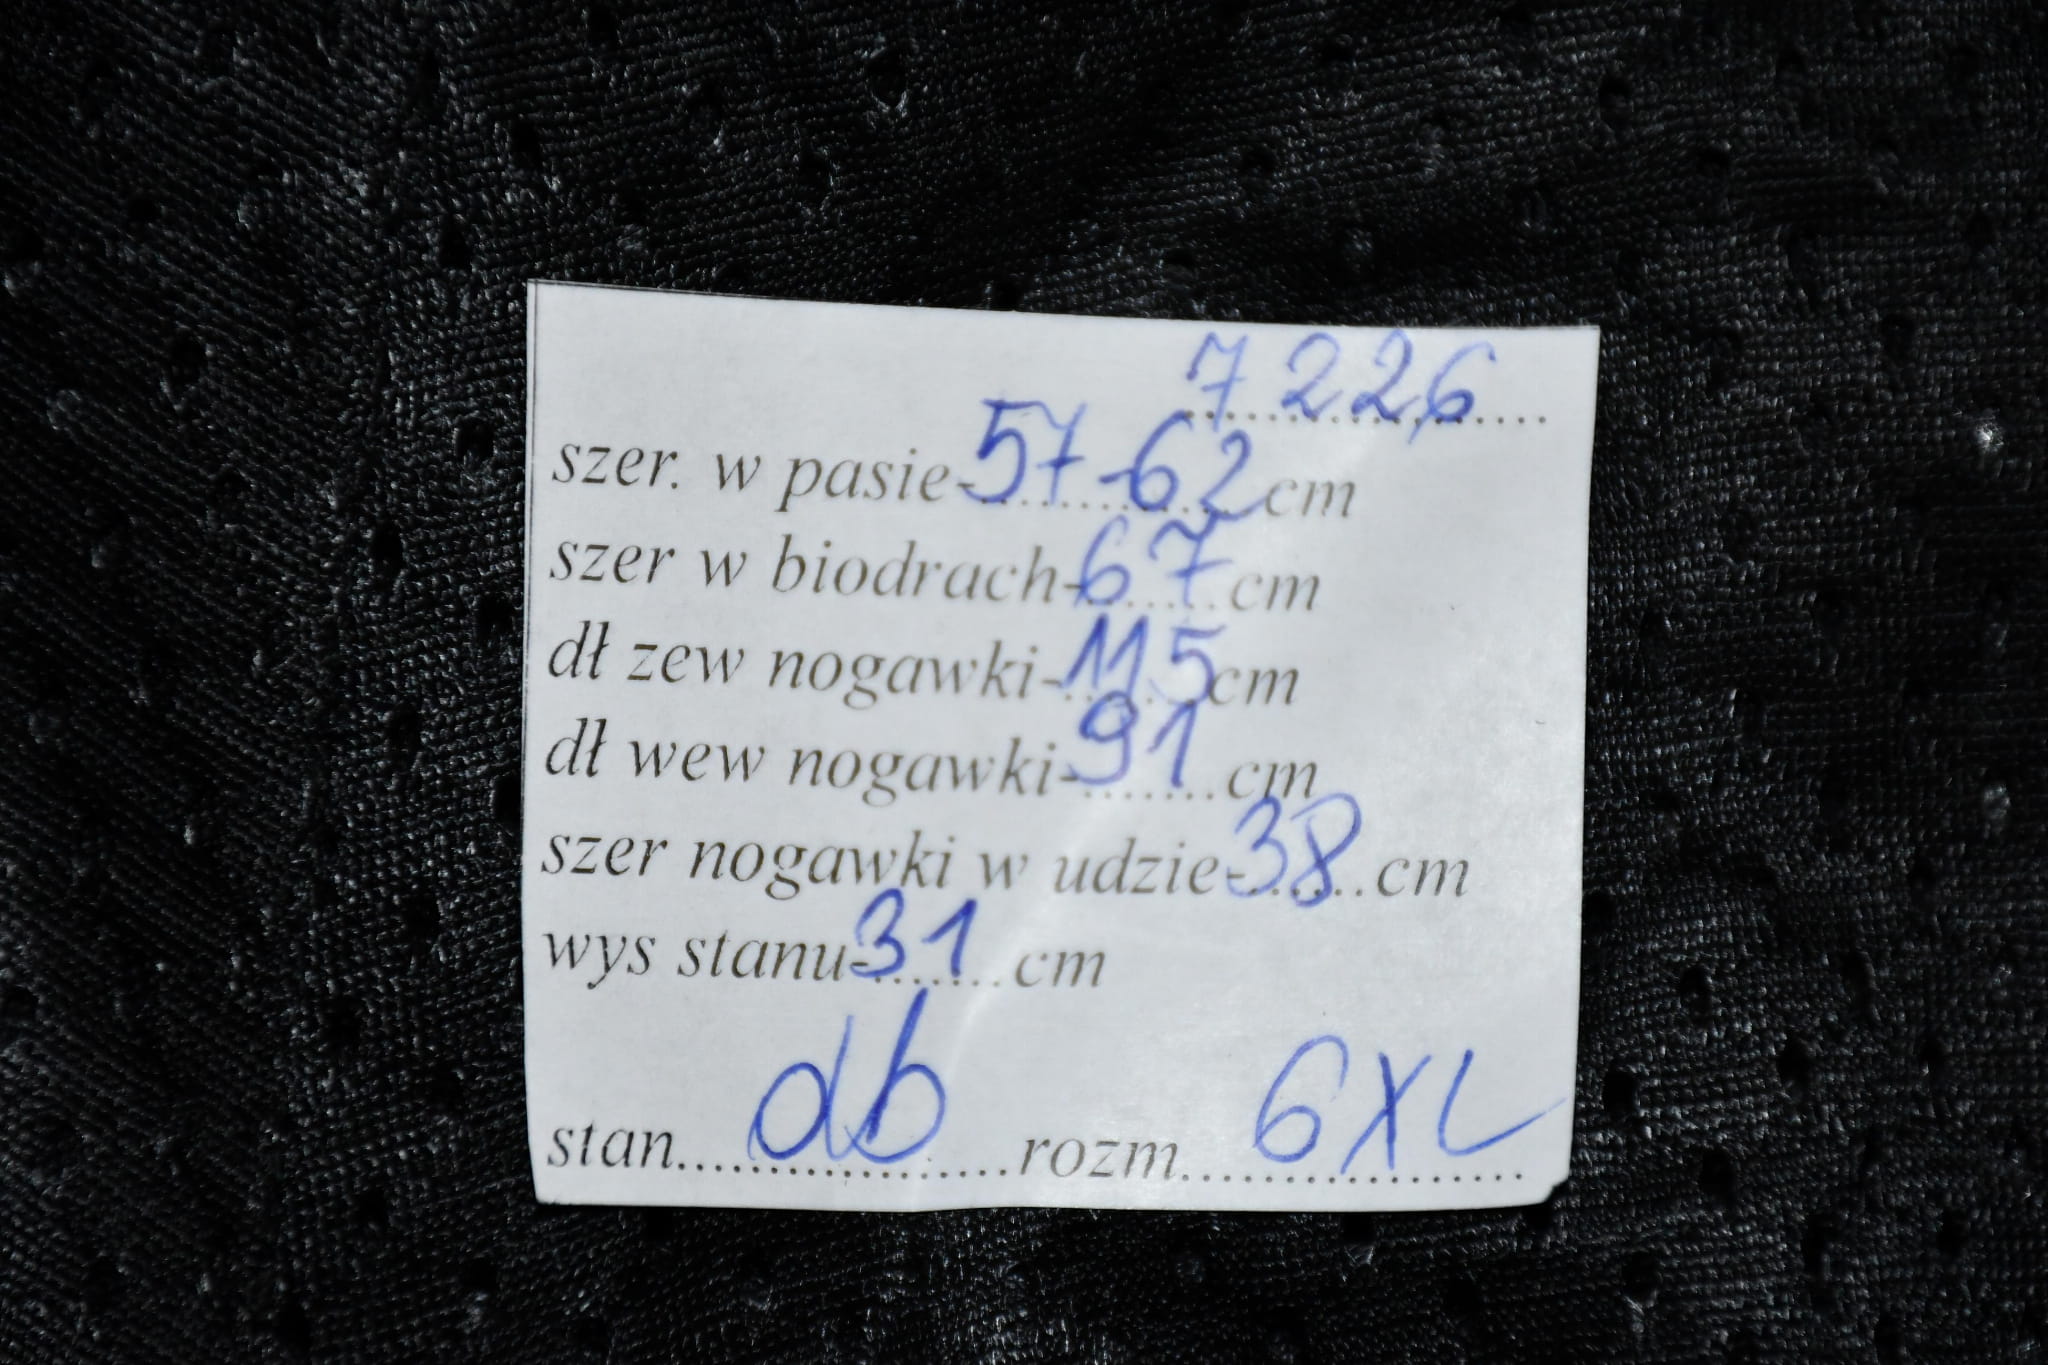 7226
szer. w pasie-57-62 cm
szer w biodrach-67 cm
dł zew nogawki-115 cm
dł wew nogawki-91 cm
szer nogawki w udzie-38 cm
wys stanu-31 cm
stan db rozm 6XL